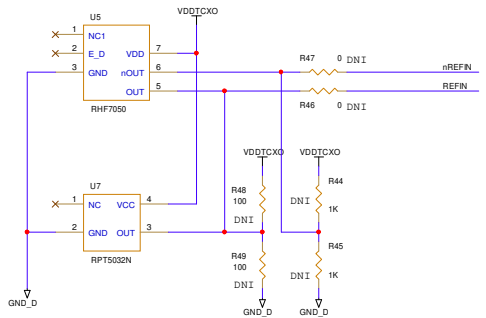 U5
VDDTCXO
1 NC1
2 E_D
3 GND
VDD 7
nOUT 6
OUT 5
RHF7050
R47 0 DNI
nREFIN
REFIN
R46 0 DNI
VDDTCXO
VDDTCXO
U7
1 NC
VCC 4
2 GND
OUT 3
RPT5032N
R48
100
DNI
R44
DNI
1K
R49
100
DNI
R45
DNI
1K
GND_D
GND_D
GND_D